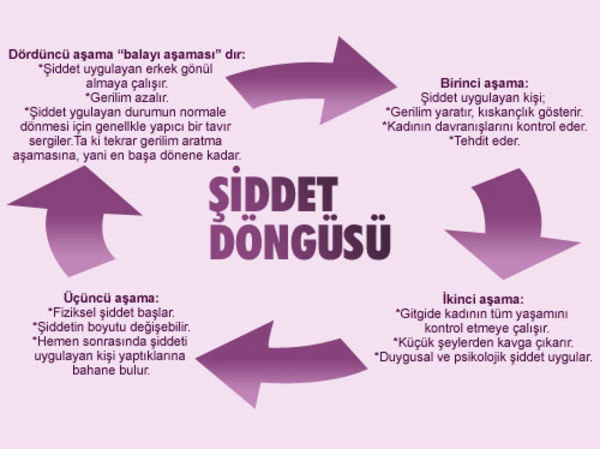 Dördüncü aşama “balayı aşaması” dır:
*Şiddet uygulayan erkek gönül
almaya çalışır.
*Gerilim azalır.
*Şiddet ygulayan durumun normale
dönmesi için genellkle yapıcı bir tavır
sergiler.Ta ki tekrar gerilim aratma
aşamasına, yani en başa dönene kadar.
Birinci aşama:
Şiddet uygulayan kişi;
*Gerilim yaratır, kıskançlık gösterir.
*Kadının davranışlarını kontrol eder.
*Tehdit eder.
ŞİDDET
DÖNGÜSÜ
İkinci aşama:
*Gitgide kadının tüm yaşamını
kontrol etmeye çalışır.
*Küçük şeylerden kavga çıkarır.
*Duygusal ve psikolojik şiddet uygular.
Üçüncü aşama:
*Fiziksel şiddet başlar.
*Şiddetin boyutu değişebilir.
*Hemen sonrasında şiddeti
uygulayan kişi yaptıklarına
bahane bulur.